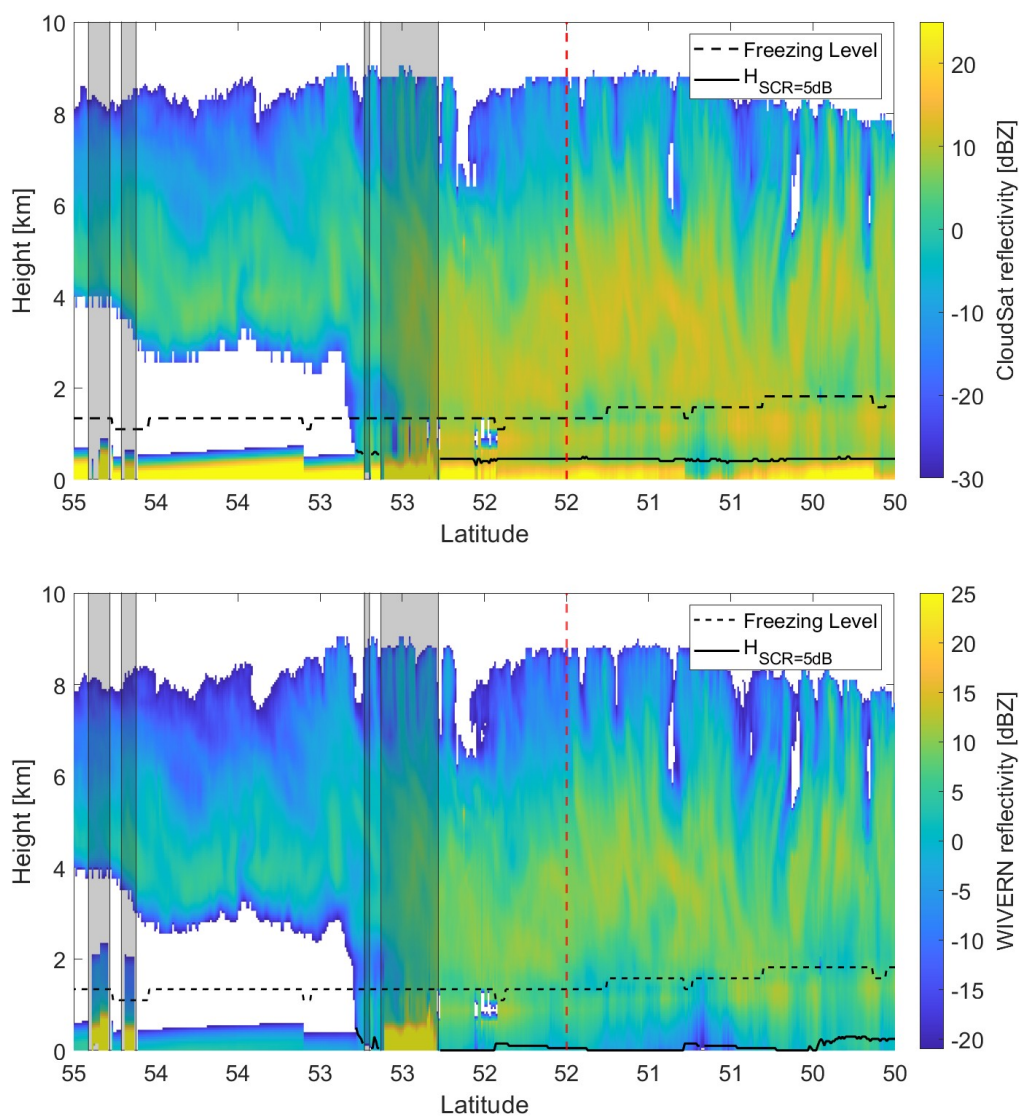 10
8
6
4
2
0
Height [km]
Freezing Level
H SCR=5dB
20
10
0
-10
-20
-30
CloudSat reflectivity [dBZ]
55 54 54 53 53 52 52 51 51 50 50
Latitude
10
8
6
4
2
0
Height [km]
Freezing Level
H SCR=5dB
25
20
15
10
5
0
-5
-10
-15
-20
WIVERN reflectivity [dBZ]
55 54 54 53 53 52 52 51 51 50 50
Latitude